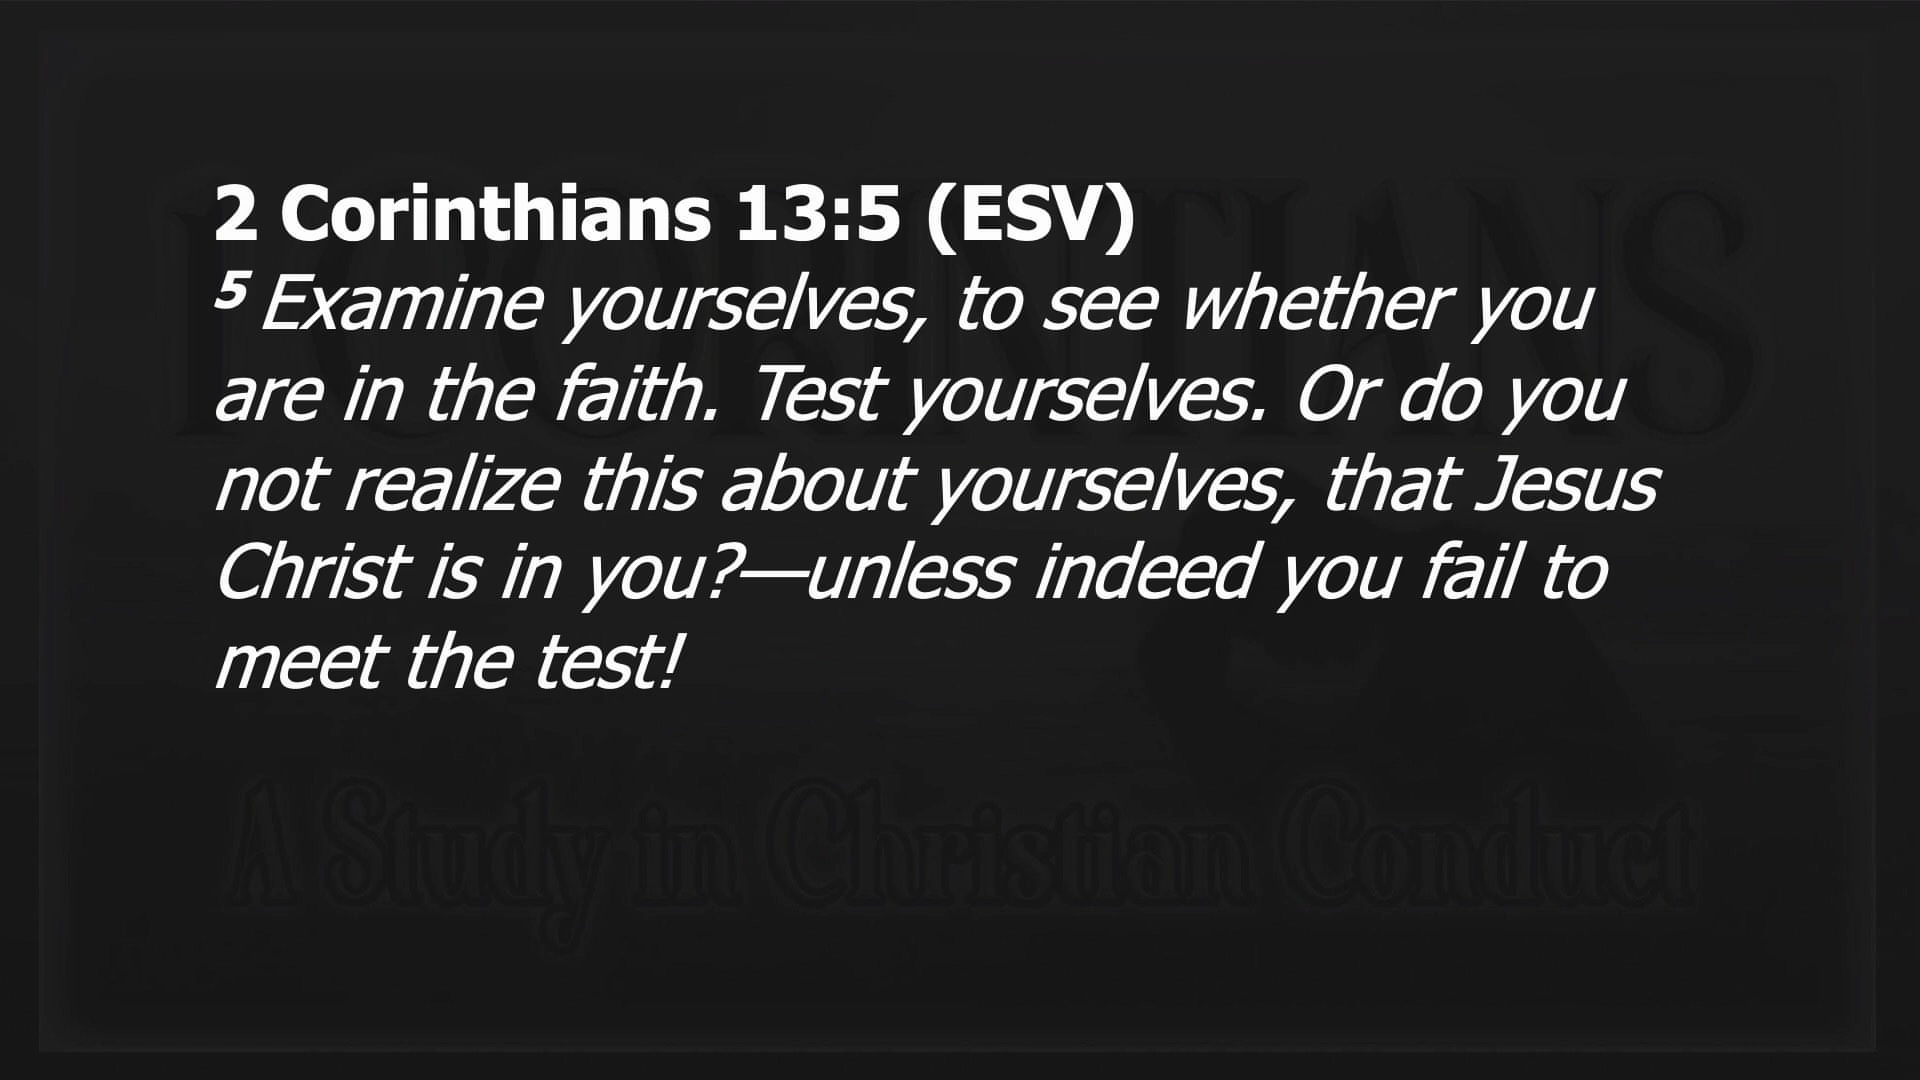 2 Corinthians 13:5 (ESV)
5 Examine yourselves, to see whether you
are in the faith. Test yourselves. Or do you
not realize this about yourselves, that Jesus
Christ is in you?—unless indeed you fail to
meet the test!
1 CORINTHIANS
A Study in Christian Conduct